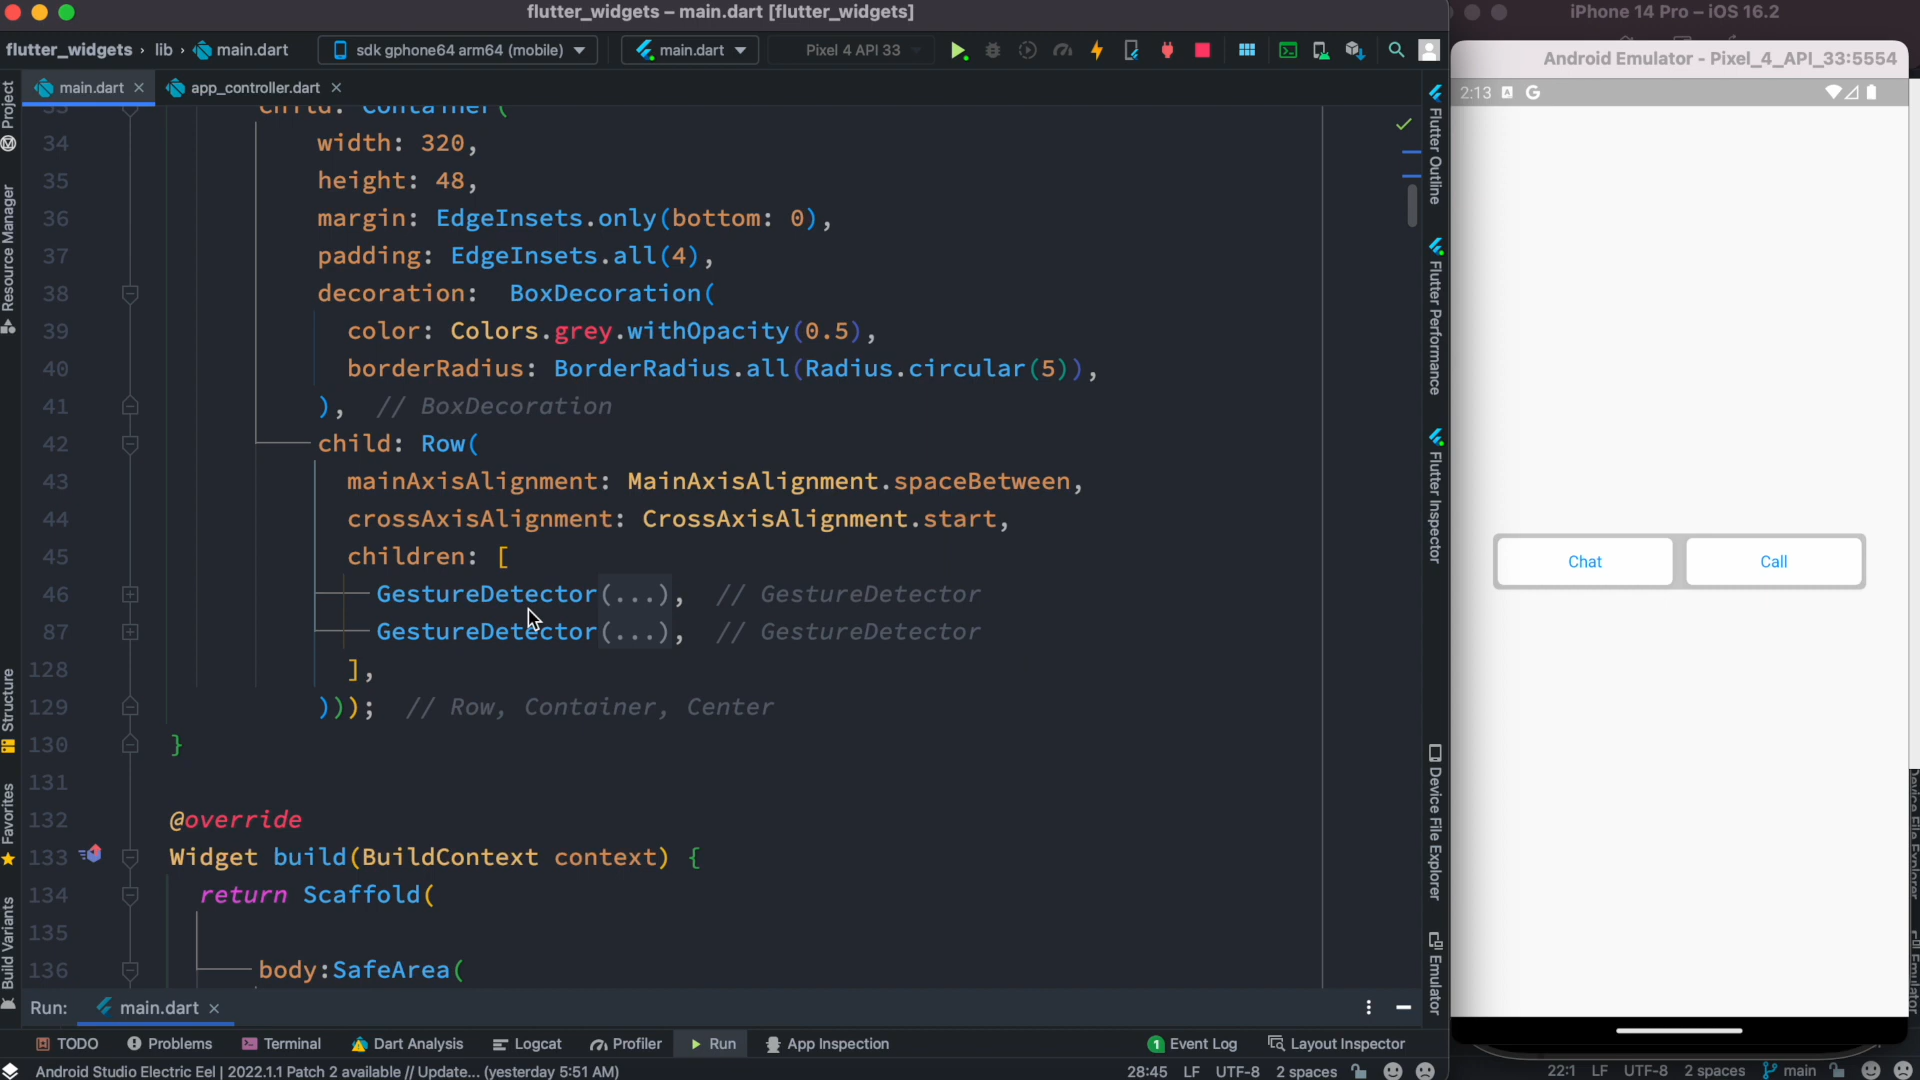 flutter_widgets – main.dart [flutter_widgets]
iPhone 14 Pro – iOS 16.2
flutter_widgets › lib › main.dart
sdk gphone64 arm64 (mobile)
main.dart
Pixel 4 API 33
Android Emulator - Pixel_4_API_33:5554
main.dart
app_controller.dart
2:13
Project
Resource Manager
Structure
Favorites
Build Variants
33 child: Container(
34 width: 320,
35 height: 48,
36 margin: EdgeInsets.only(bottom: 0),
37 padding: EdgeInsets.all(4),
38 decoration: BoxDecoration(
39 color: Colors.grey.withOpacity(0.5),
40 borderRadius: BorderRadius.all(Radius.circular(5)),
41 ), // BoxDecoration
42 child: Row(
43 mainAxisAlignment: MainAxisAlignment.spaceBetween,
44 crossAxisAlignment: CrossAxisAlignment.start,
45 children: [
46 GestureDetector(...), // GestureDetector
87 GestureDetector(...), // GestureDetector
128 ],
129 ))); // Row, Container, Center
130 }
131
132 @override
133 Widget build(BuildContext context) {
134 return Scaffold(
135
136 body:SafeArea(
Flutter Outline
Flutter Performance
Flutter Inspector
Device File Explorer
Emulator
Chat
Call
Run: main.dart
TODO
Problems
Terminal
Dart Analysis
Logcat
Profiler
Run
App Inspection
1 Event Log
Layout Inspector
Android Studio Electric Eel | 2022.1.1 Patch 2 available // Update... (yesterday 5:51 AM)
28:45 LF UTF-8 2 spaces
22:1 LF UTF-8 2 spaces main